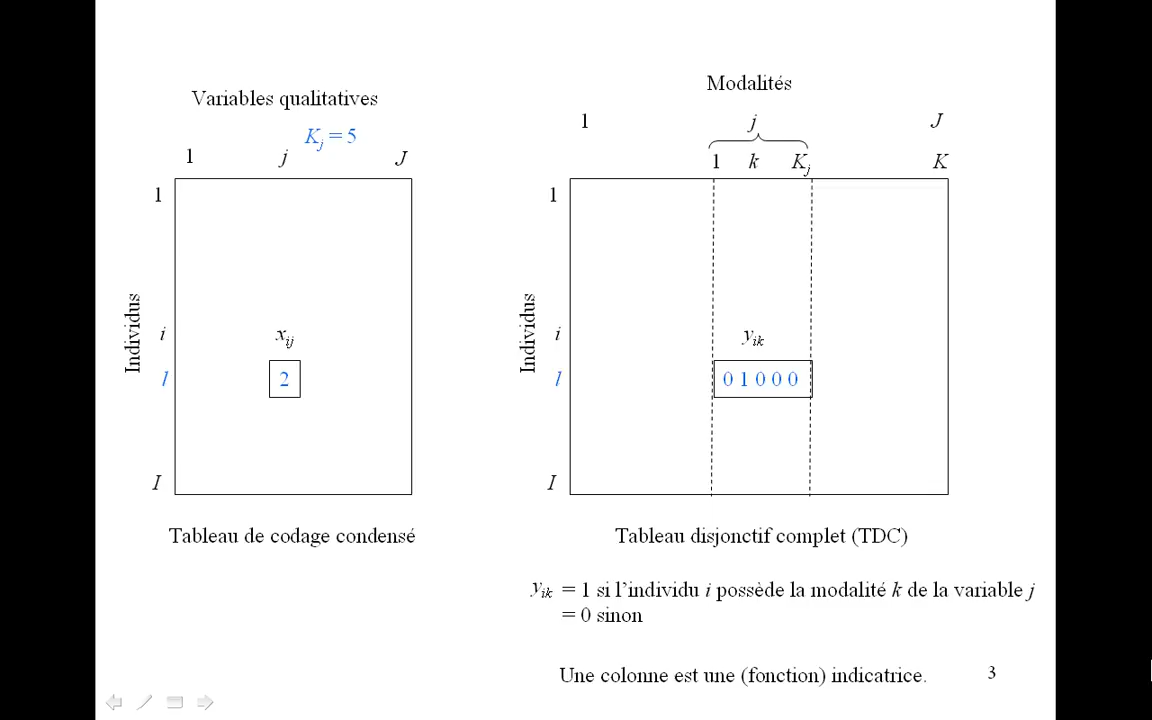 Variables qualitatives
K_j = 5
1 j J
1
Individus
i
x_ij
l
2
I
Tableau de codage condensé
Modalités
1 j J
1 k K_j K
1
Individus
i
y_ik
l
0 1 0 0 0
I
Tableau disjonctif complet (TDC)
y_ik = 1 si l’individu i possède la modalité k de la variable j
= 0 sinon
Une colonne est une (fonction) indicatrice.
3